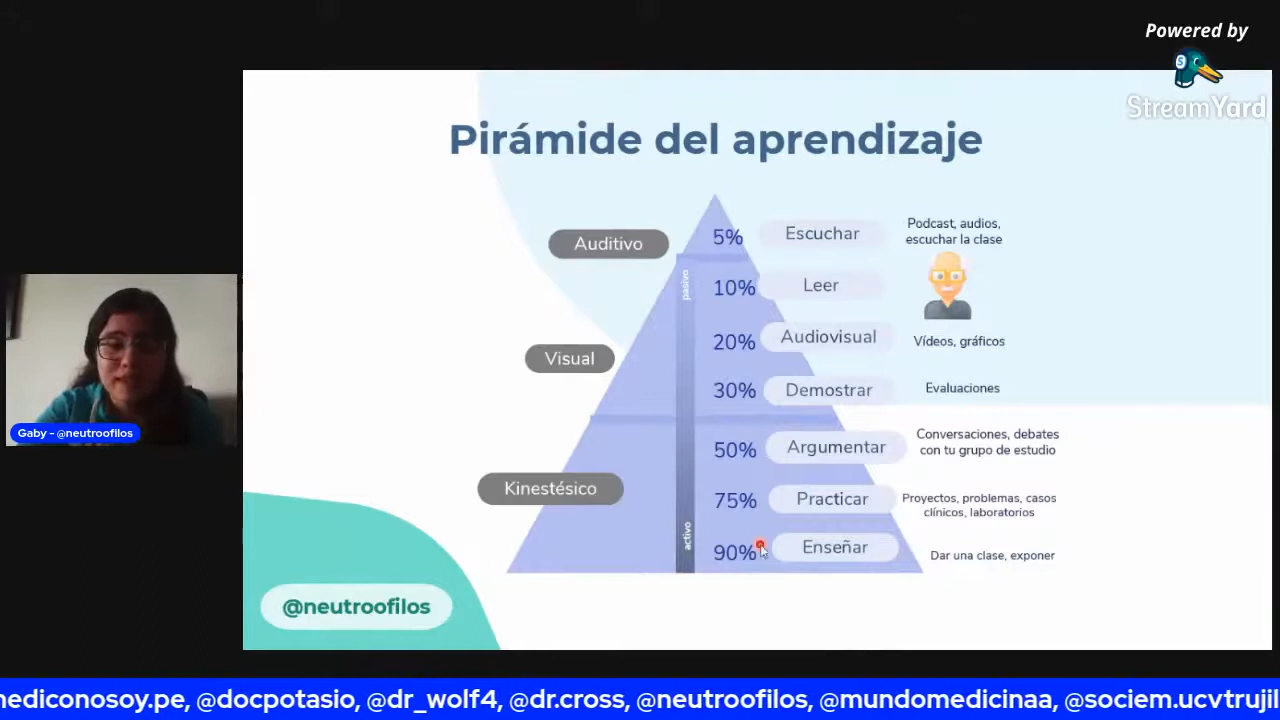 Powered by
StreamYard
Pirámide del aprendizaje
Auditivo
5%
Escuchar
Podcast, audios,
escuchar la clase
pasivo
10%
Leer
20%
Audiovisual
Vídeos, gráficos
Visual
30%
Demostrar
Evaluaciones
50%
Argumentar
Conversaciones, debates
con tu grupo de estudio
Kinestésico
75%
Practicar
Proyectos, problemas, casos
clínicos, laboratorios
activo
90%
Enseñar
Dar una clase, exponer
Gaby - @neutroofilos
@neutroofilos
mediconosoy.pe, @docpotasio, @dr_wolf4, @dr.cross, @neutroofilos, @mundomedicinaa, @sociem.ucvtrujil